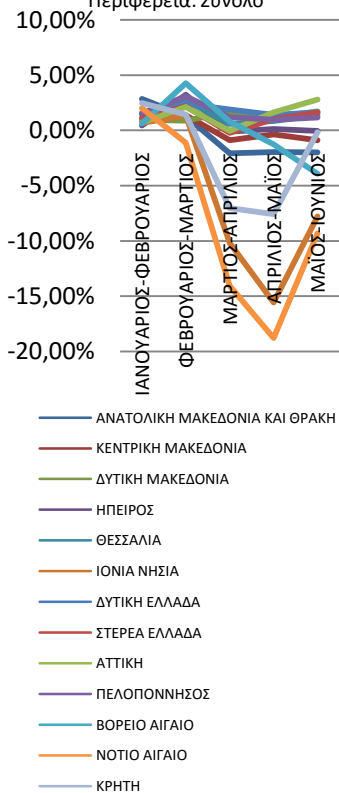 Περιφέρεια: Σύνολο
10,00%
5,00%
0,00%
-5,00%
-10,00%
-15,00%
-20,00%
ΙΑΝΟΥΑΡΙΟΣ-ΦΕΒΡΟΥΑΡΙΟΣ
ΦΕΒΡΟΥΑΡΙΟΣ-ΜΑΡΤΙΟΣ
ΜΑΡΤΙΟΣ-ΑΠΡΙΛΙΟΣ
ΑΠΡΙΛΙΟΣ-ΜΑΪΟΣ
ΜΑΪΟΣ-ΙΟΥΝΙΟΣ
ΑΝΑΤΟΛΙΚΗ ΜΑΚΕΔΟΝΙΑ ΚΑΙ ΘΡΑΚΗ
ΚΕΝΤΡΙΚΗ ΜΑΚΕΔΟΝΙΑ
ΔΥΤΙΚΗ ΜΑΚΕΔΟΝΙΑ
ΗΠΕΙΡΟΣ
ΘΕΣΣΑΛΙΑ
ΙΟΝΙΑ ΝΗΣΙΑ
ΔΥΤΙΚΗ ΕΛΛΑΔΑ
ΣΤΕΡΕΑ ΕΛΛΑΔΑ
ΑΤΤΙΚΗ
ΠΕΛΟΠΟΝΝΗΣΟΣ
ΒΟΡΕΙΟ ΑΙΓΑΙΟ
ΝΟΤΙΟ ΑΙΓΑΙΟ
ΚΡΗΤΗ